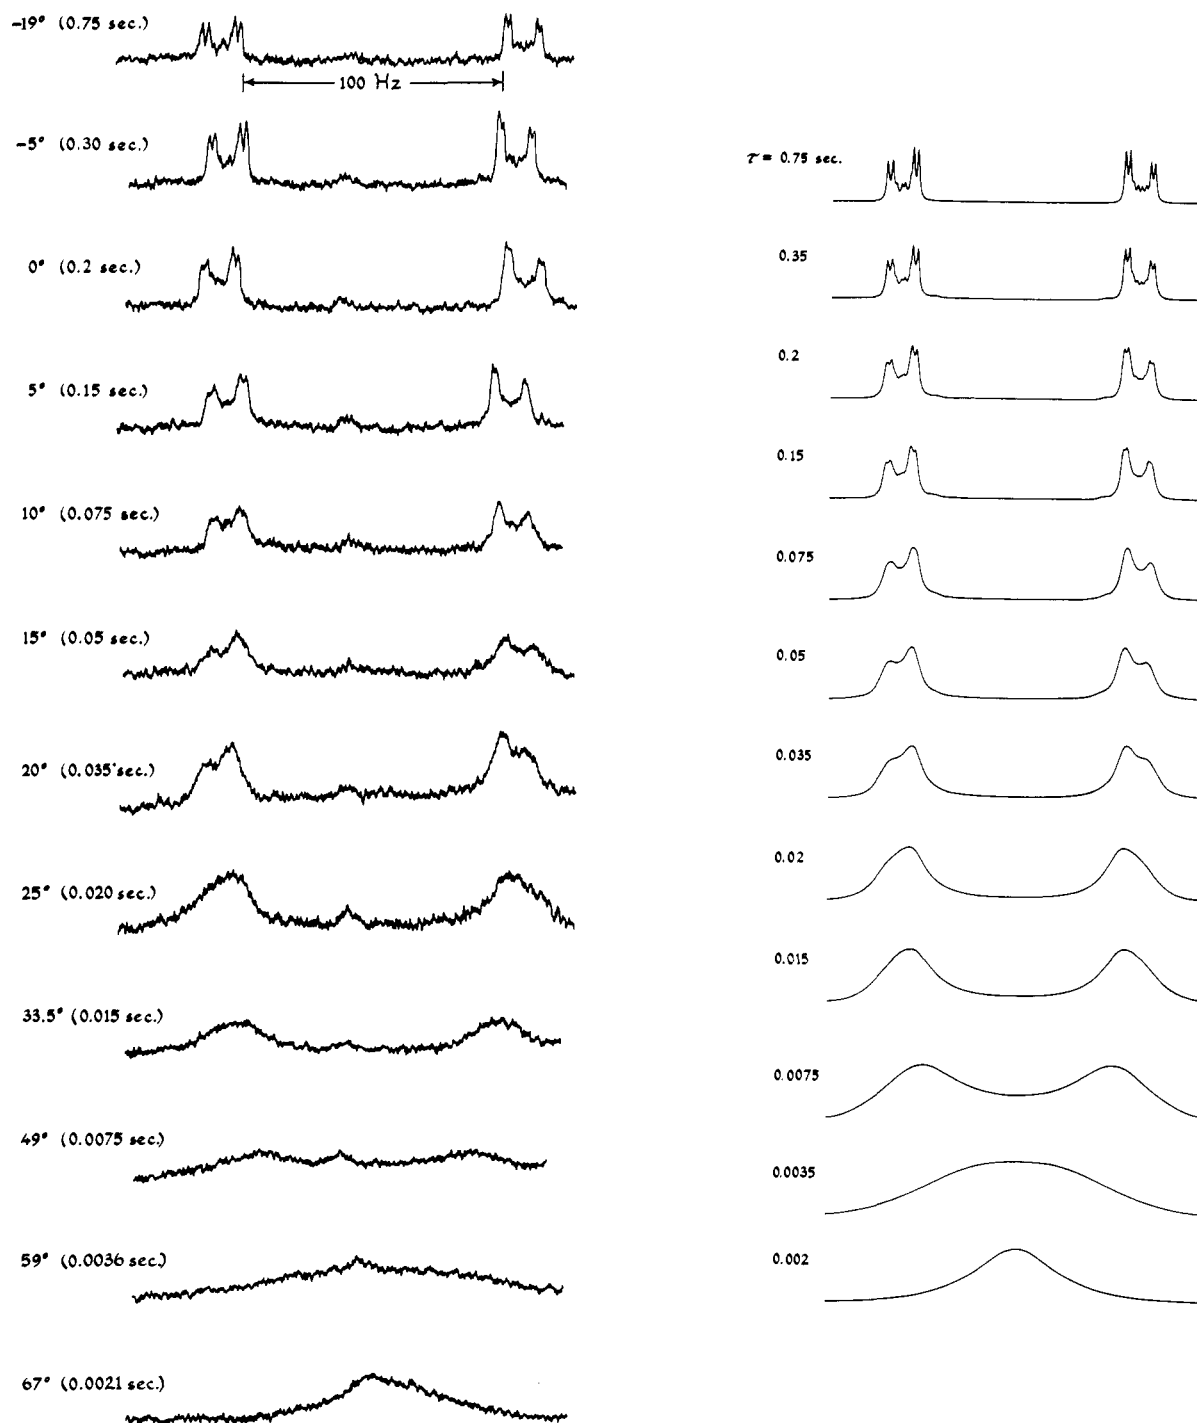 -19° (0.75 sec.)
100 Hz
-5° (0.30 sec.)
0° (0.2 sec.)
5° (0.15 sec.)
10° (0.075 sec.)
15° (0.05 sec.)
20° (0.035 sec.)
25° (0.020 sec.)
33.5° (0.015 sec.)
49° (0.0075 sec.)
59° (0.0036 sec.)
67° (0.0021 sec.)
τ = 0.75 sec.
0.35
0.2
0.15
0.075
0.05
0.035
0.02
0.015
0.0075
0.0035
0.002